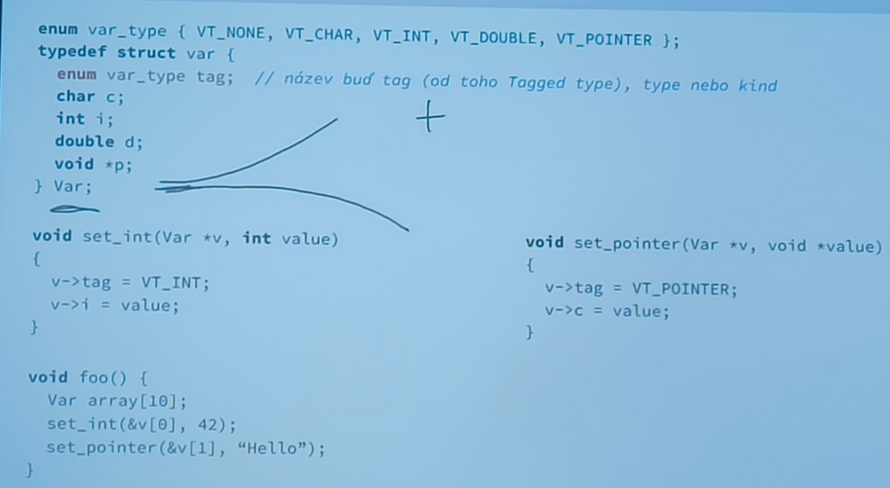 enum var_type { VT_NONE, VT_CHAR, VT_INT, VT_DOUBLE, VT_POINTER };
typedef struct var {
enum var_type tag; // název buď tag (od toho Tagged type), type nebo kind
char c;
int i;
double d;
void *p;
} Var;
void set_int(Var *v, int value)
{
v->tag = VT_INT;
v->i = value;
}
void set_pointer(Var *v, void *value)
{
v->tag = VT_POINTER;
v->c = value;
}
void foo() {
Var array[10];
set_int(&v[0], 42);
set_pointer(&v[1], “Hello”);
}